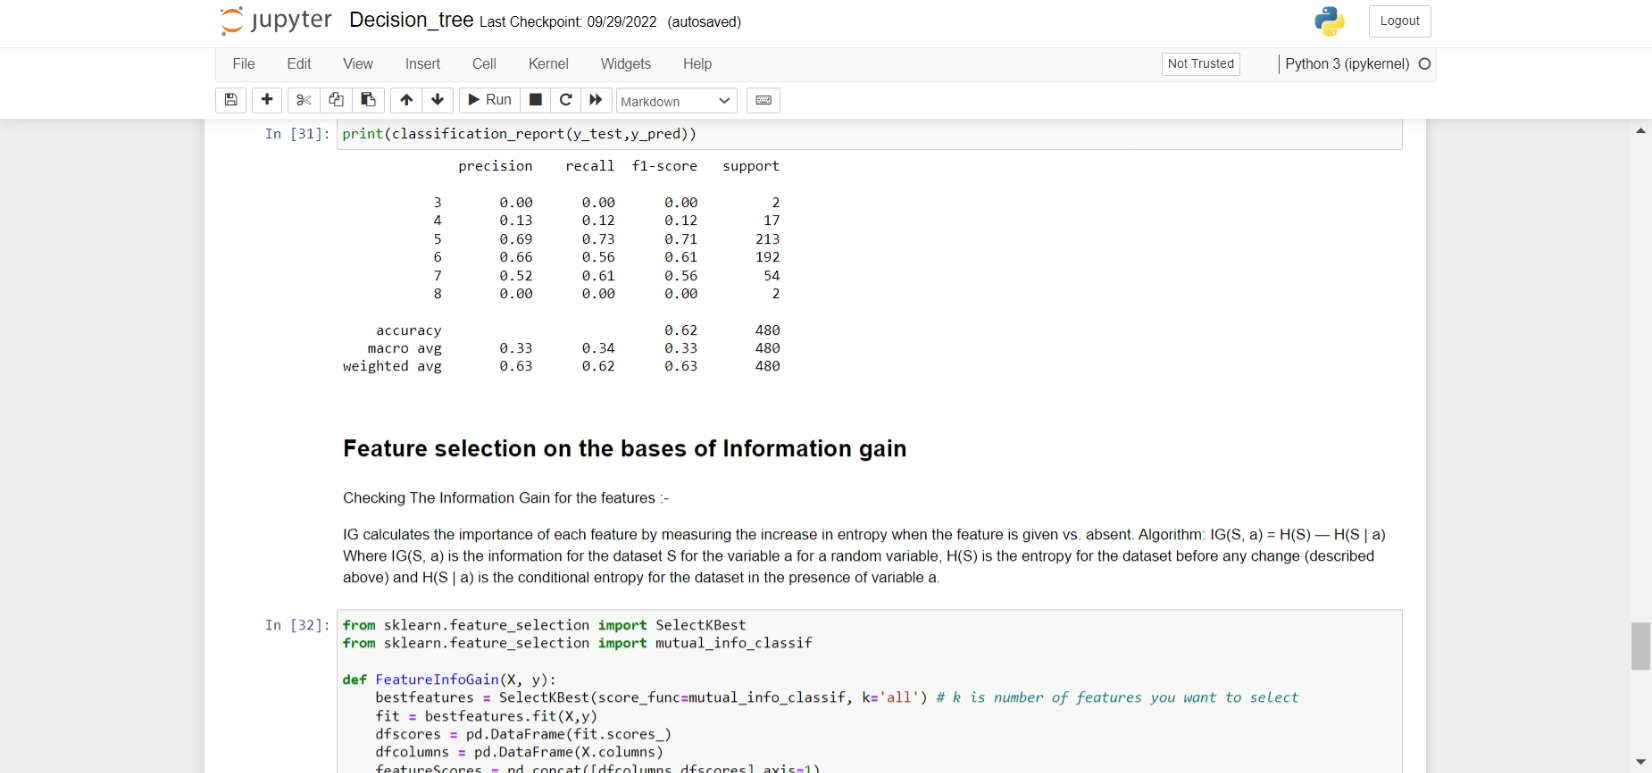 jupyter Decision_tree Last Checkpoint: 09/29/2022 (autosaved) Logout
File Edit View Insert Cell Kernel Widgets Help Not Trusted Python 3 (ipykernel)
Run Markdown
In [31]: print(classification_report(y_test,y_pred))
precision recall f1-score support
3 0.00 0.00 0.00 2
4 0.13 0.12 0.12 17
5 0.69 0.73 0.71 213
6 0.66 0.56 0.61 192
7 0.52 0.61 0.56 54
8 0.00 0.00 0.00 2
accuracy 0.62 480
macro avg 0.33 0.34 0.33 480
weighted avg 0.63 0.62 0.63 480
Feature selection on the bases of Information gain
Checking The Information Gain for the features :-
IG calculates the importance of each feature by measuring the increase in entropy when the feature is given vs. absent. Algorithm: IG(S, a) = H(S) — H(S | a)
Where IG(S, a) is the information for the dataset S for the variable a for a random variable, H(S) is the entropy for the dataset before any change (described
above) and H(S | a) is the conditional entropy for the dataset in the presence of variable a.
In [32]: from sklearn.feature_selection import SelectKBest
from sklearn.feature_selection import mutual_info_classif
def FeatureInfoGain(X, y):
bestfeatures = SelectKBest(score_func=mutual_info_classif, k='all') # k is number of features you want to select
fit = bestfeatures.fit(X,y)
dfscores = pd.DataFrame(fit.scores_)
dfcolumns = pd.DataFrame(X.columns)
featureScores = pd.concat([dfcolumns,dfscores],axis=1)